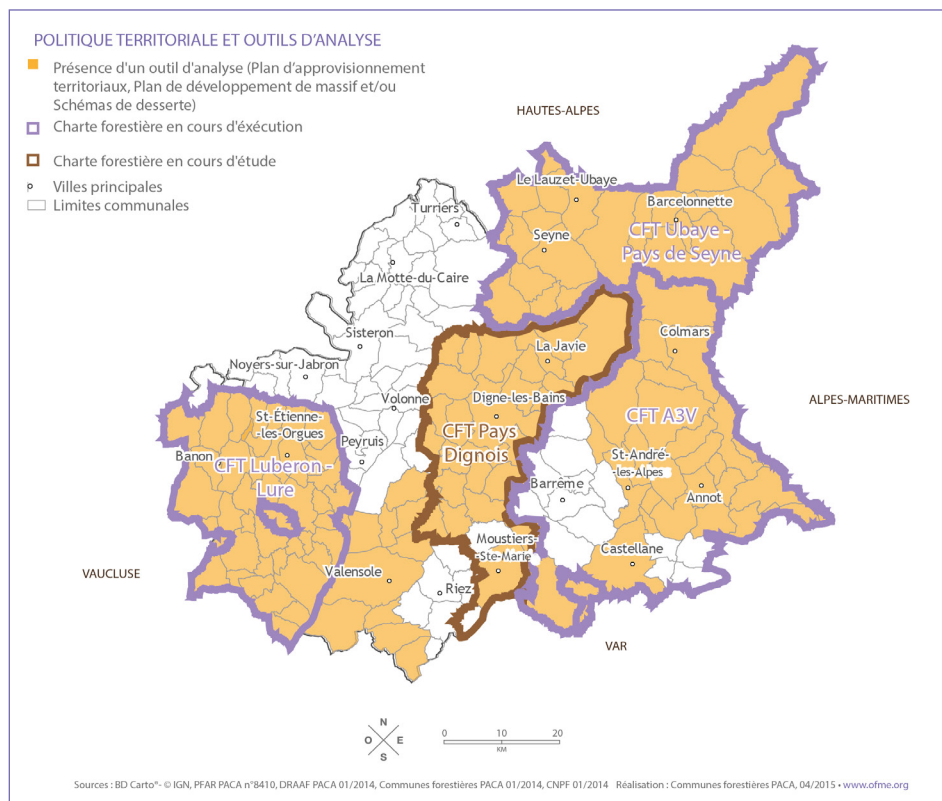 POLITIQUE TERRITORIALE ET OUTILS D'ANALYSE
Présence d'un outil d'analyse (Plan d'approvisionnement
territoriaux, Plan de développement de massif et/ou
Schémas de desserte)
Charte forestière en cours d'éxécution
Charte forestière en cours d'étude
Villes principales
Limites communales
HAUTES-ALPES
Le Lauzet-Ubaye
Turriers
Barcelonnette
Seyne
CFT Ubaye -
Pays de Seyne
La Motte-du-Caire
Sisteron
Colmars
La Javie
Noyers-sur-Jabron
Volonne
Digne-les-Bains
ALPES-MARITIMES
St-Étienne-
-les-Orgues
CFT A3V
CFT Pays
Dignois
Peyruis
Banon
CFT Luberon -
Lure
St-André-
-les-Alpes
Barrême
Annot
Moustiers-
-Ste-Marie
Castellane
VAUCLUSE
Valensole
Riez
VAR
N
O E
S
0 10 20
KM
Sources : BD Carto"- © IGN, PFAR PACA n°8410, DRAAF PACA 01/2014, Communes forestières PACA 01/2014, CNPF 01/2014 Réalisation : Communes forestières PACA, 04/2015 • www.ofme.org